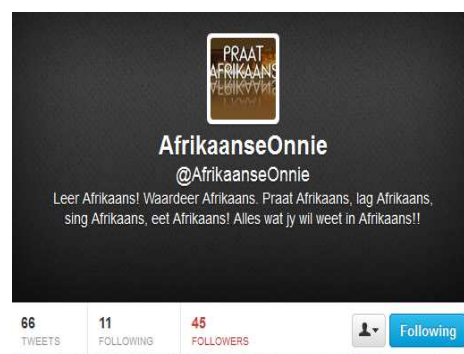 PRAAT
AFRIKAANS
AfrikaanseOnnie
@AfrikaanseOnnie
Leer Afrikaans! Waardeer Afrikaans. Praat Afrikaans, lag Afrikaans,
sing Afrikaans, eet Afrikaans! Alles wat jy wil weet in Afrikaans!!
66 11 45
TWEETS FOLLOWING FOLLOWERS Following